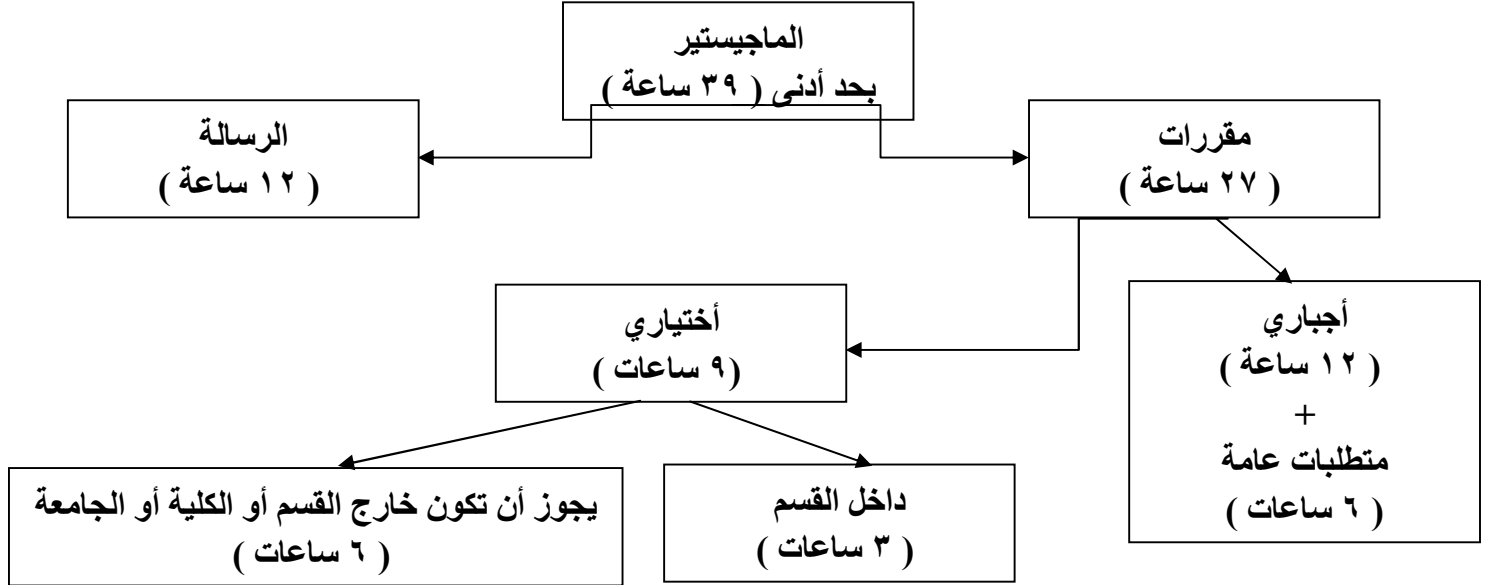 الماجيستير
بحد أدنى ( ٣٩ ساعة )
مقررات
( ٢٧ ساعة )
الرسالة
( ١٢ ساعة )
أجباري
( ١٢ ساعة )
+
متطلبات عامة
( ٦ ساعات )
أختياري
(٩ ساعات )
داخل القسم
( ٣ ساعات )
يجوز أن تكون خارج القسم أو الكلية أو الجامعة
( ٦ ساعات )